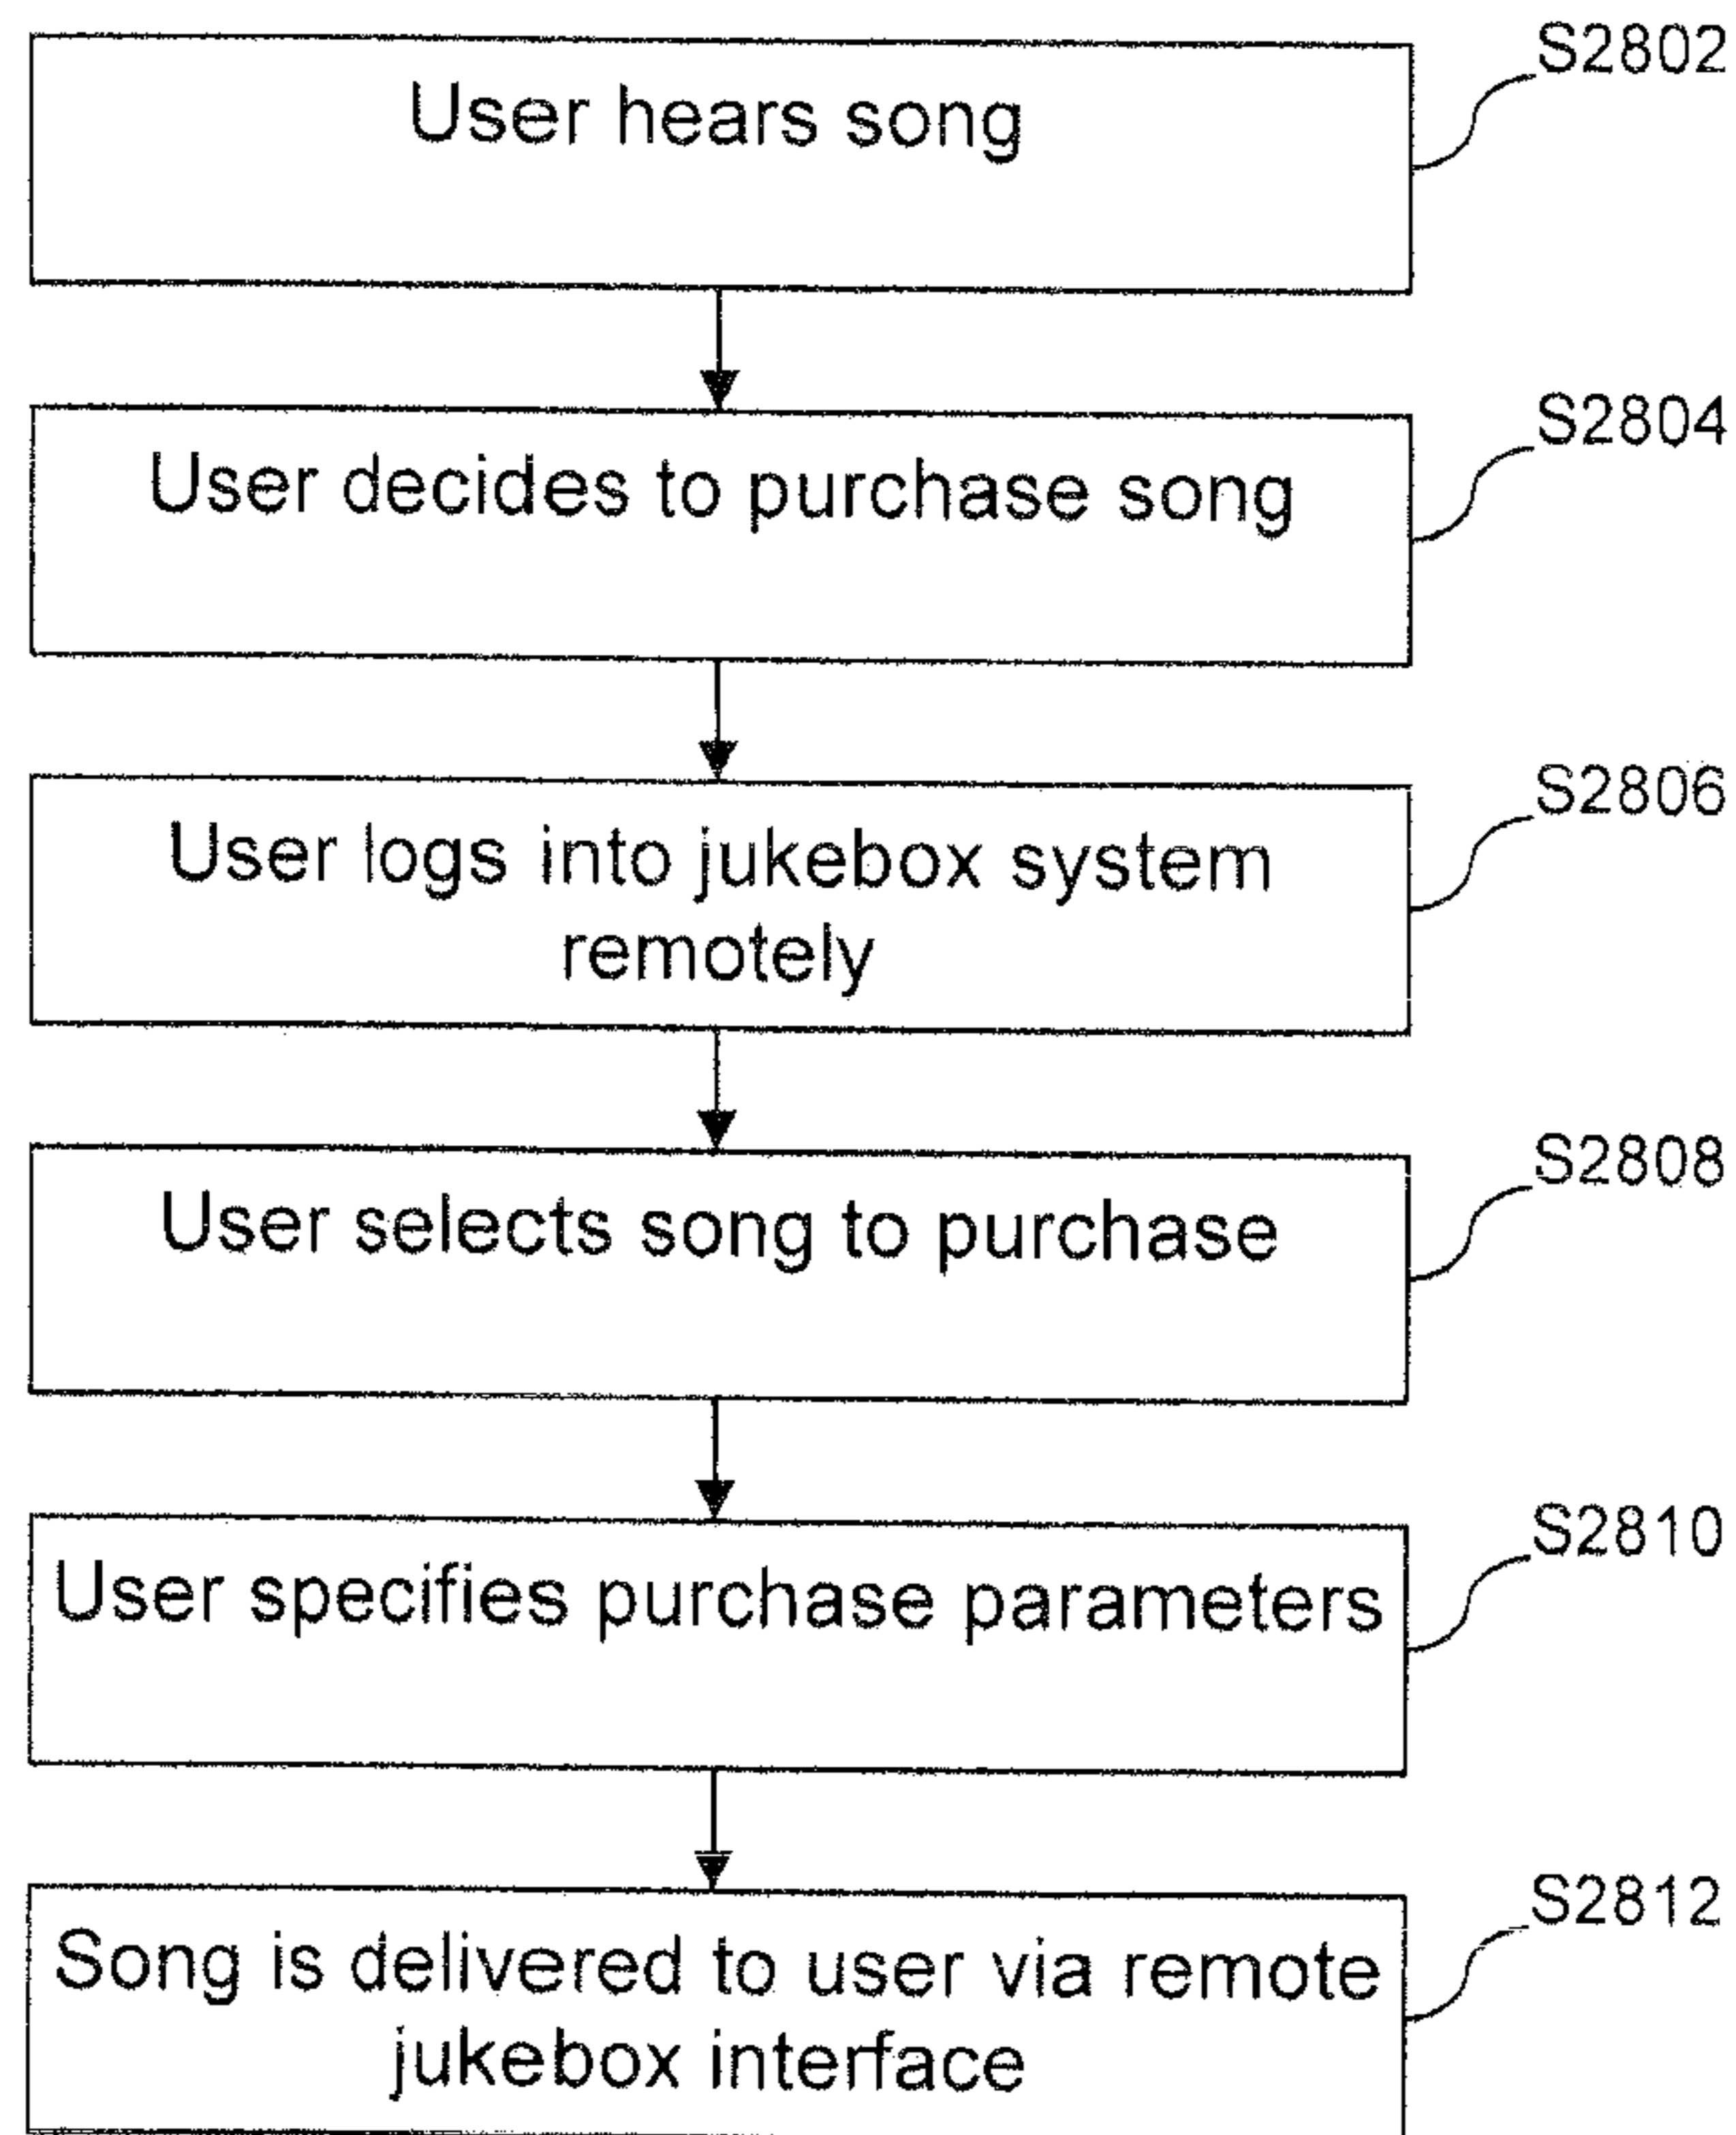 S2802
User hears song
S2804
User decides to purchase song
S2806
User logs into jukebox system
remotely
S2808
User selects song to purchase
S2810
User specifies purchase parameters
S2812
Song is delivered to user via remote
jukebox interface